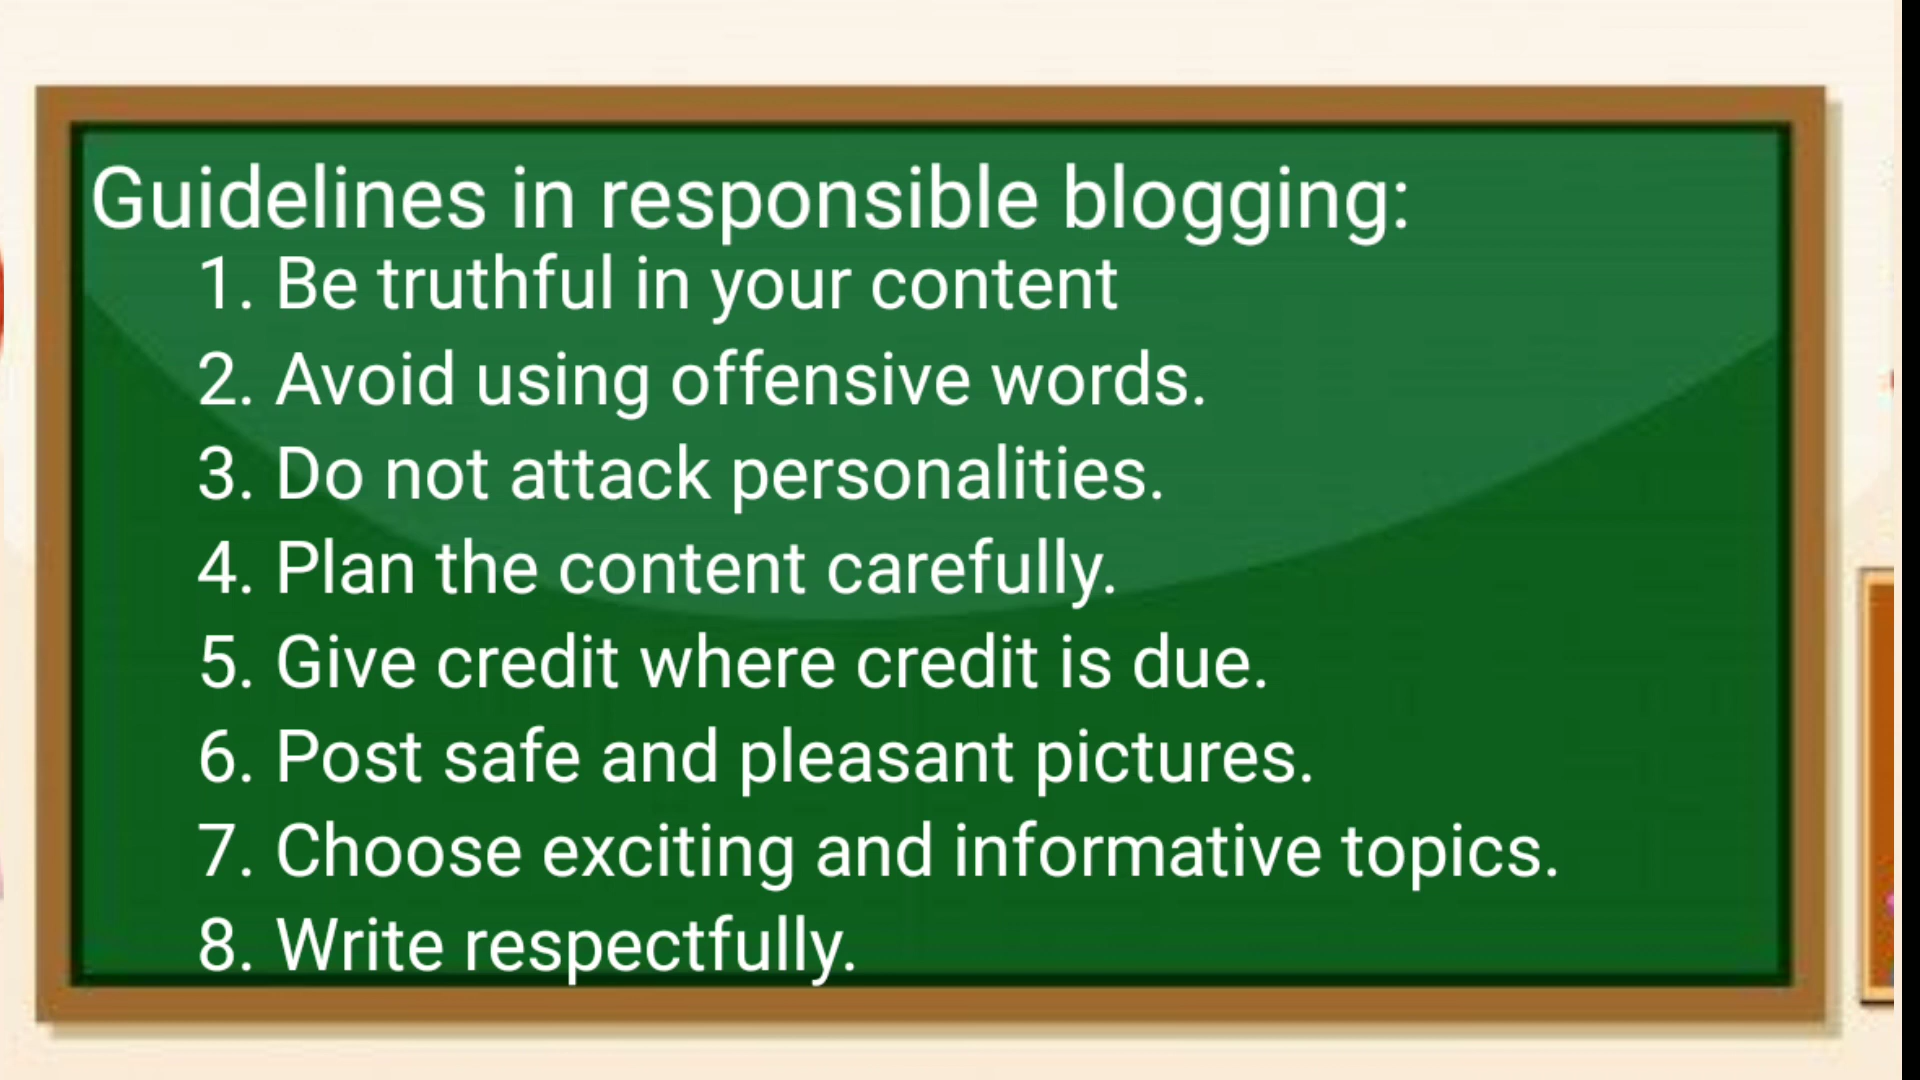 Guidelines in responsible blogging:
1. Be truthful in your content
2. Avoid using offensive words.
3. Do not attack personalities.
4. Plan the content carefully.
5. Give credit where credit is due.
6. Post safe and pleasant pictures.
7. Choose exciting and informative topics.
8. Write respectfully.